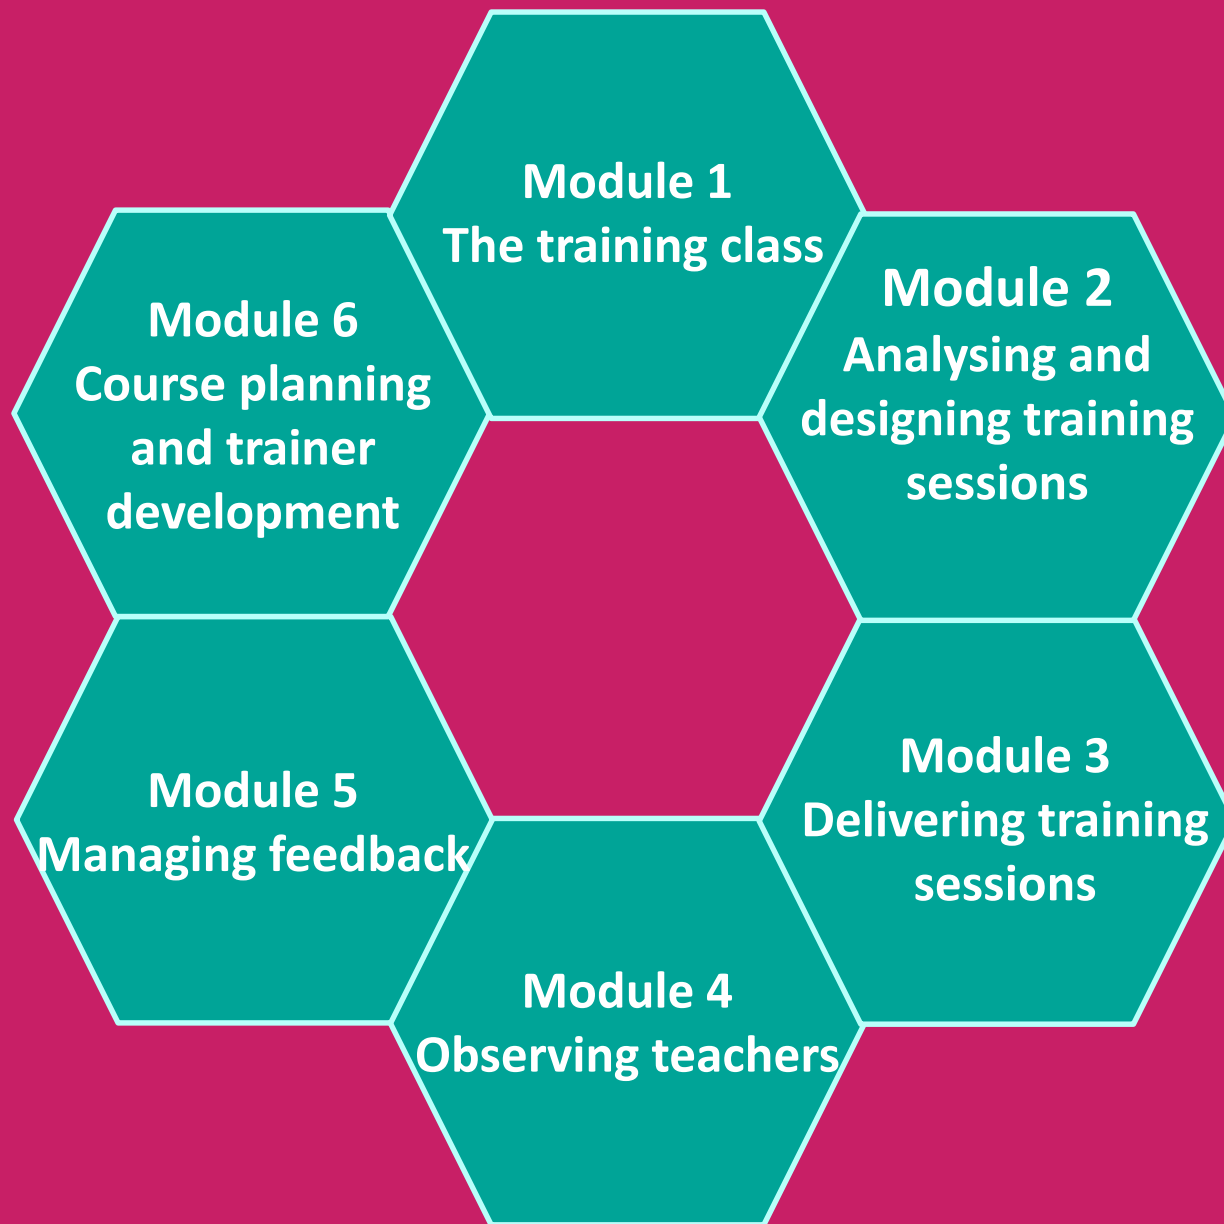 Module 1
The training class
Module 2
Analysing and
designing training
sessions
Module 3
Delivering training
sessions
Module 4
Observing teachers
Module 5
Managing feedback
Module 6
Course planning
and trainer
development